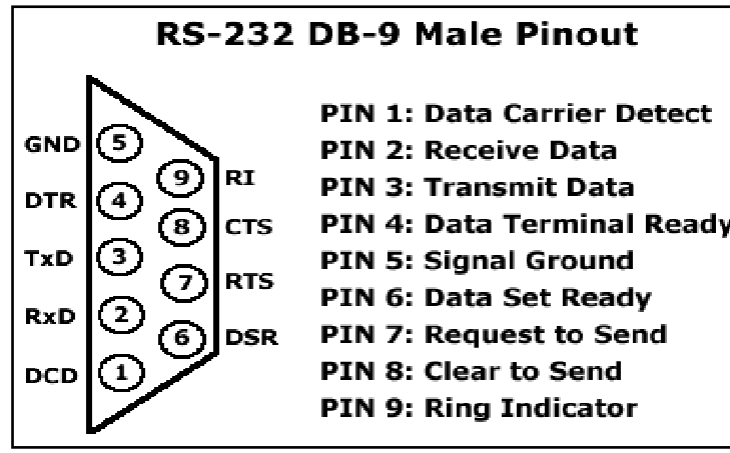 RS-232 DB-9 Male Pinout
GND 5
9 RI
DTR 4
8 CTS
TxD 3
7 RTS
RxD 2
6 DSR
DCD 1
PIN 1: Data Carrier Detect
PIN 2: Receive Data
PIN 3: Transmit Data
PIN 4: Data Terminal Ready
PIN 5: Signal Ground
PIN 6: Data Set Ready
PIN 7: Request to Send
PIN 8: Clear to Send
PIN 9: Ring Indicator